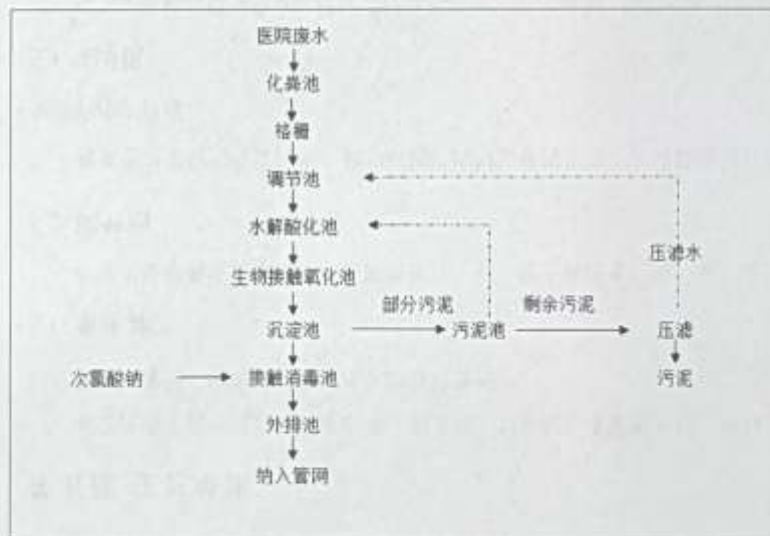 医院废水
化粪池
格栅
调节池
水解酸化池
压滤水
生物接触氧化池
部分污泥
剩余污泥
沉淀池
污泥池
压滤
次氯酸钠
接触消毒池
污泥
外排池
纳入管网